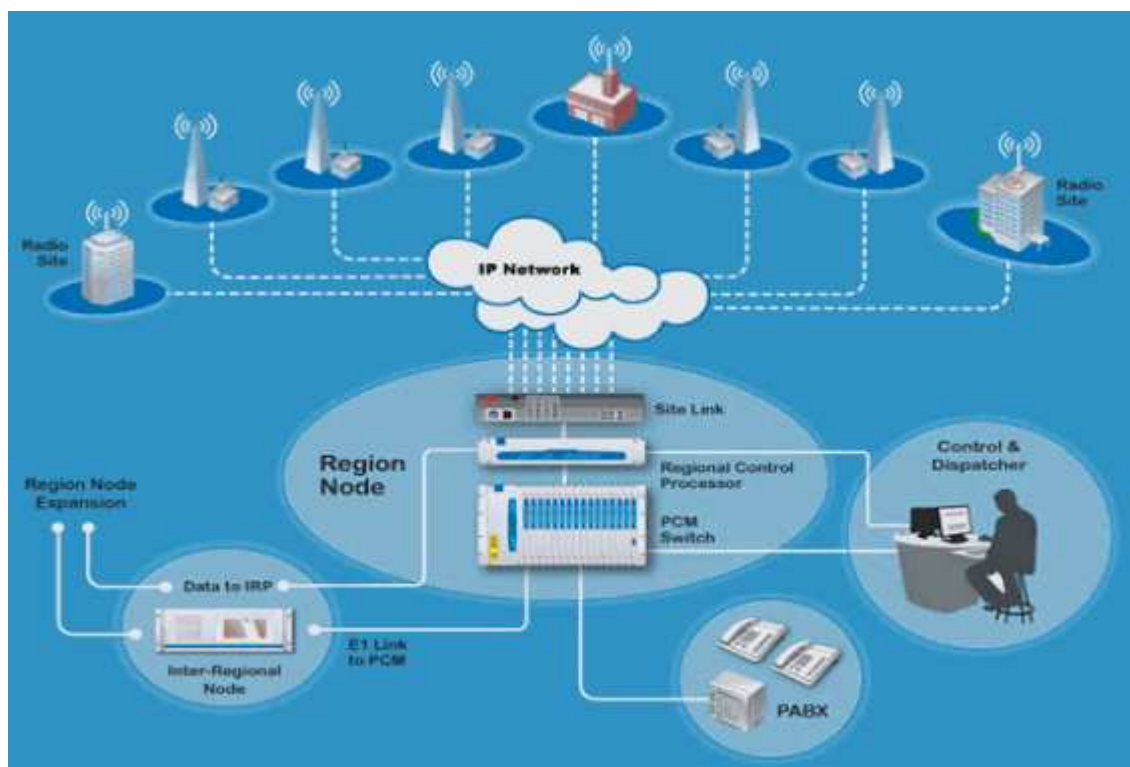 Radio
Site
Radio
Site
IP Network
Site Link
Region
Node
Regional Control
Processor
Control &
Dispatcher
PCM
Switch
Region Node
Expansion
Data to IRP
E1 Link
to PCM
Inter-Regional
Node
PABX